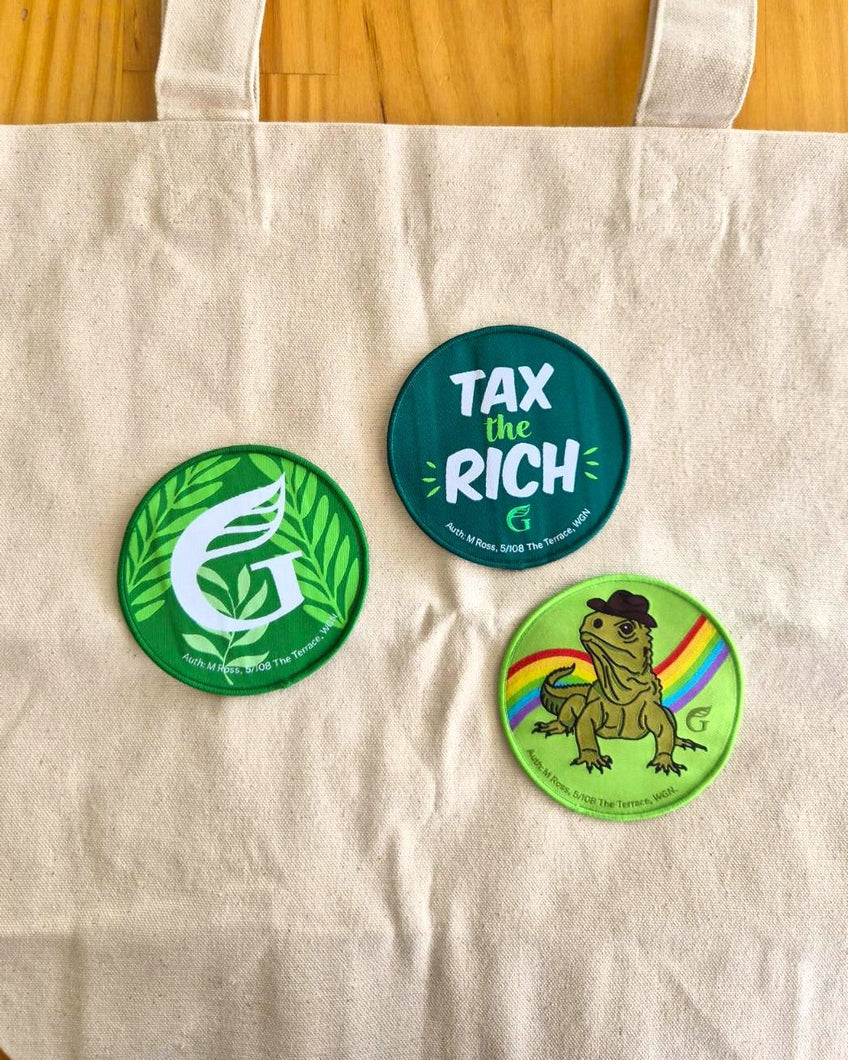 TAX
the
RICH
G
Auth: M Ross, 5/108 The Terrace, WGN
G
Auth: M Ross, 5/108 The Terrace, WGN.
G
Auth: M Ross, 5/108 The Terrace, WGN.